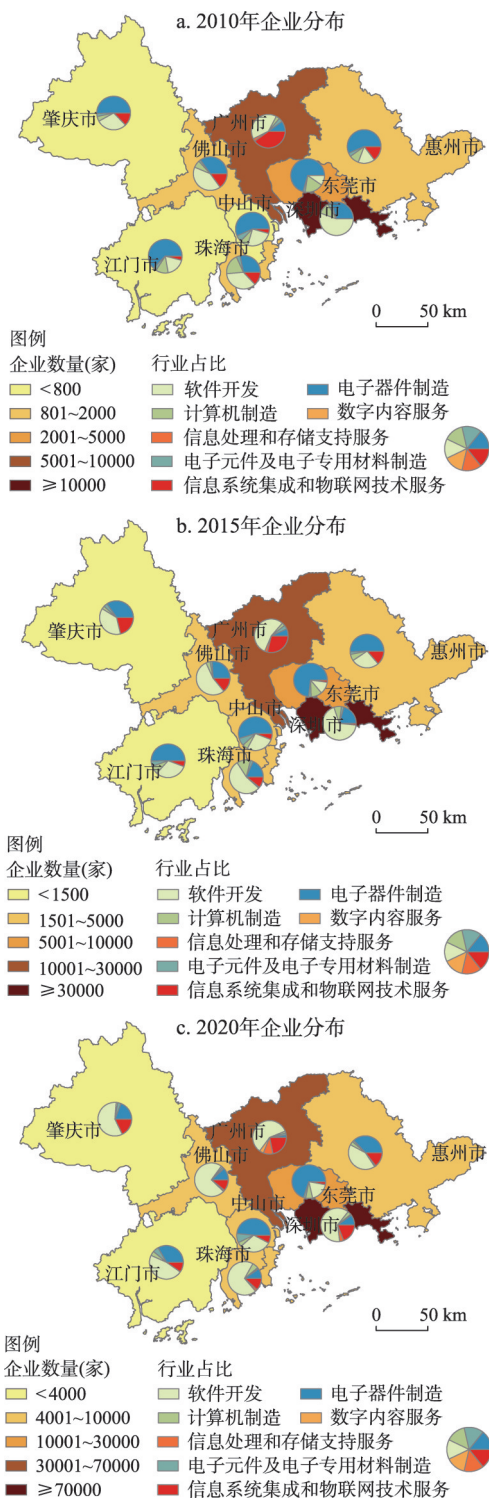 a. 2010年企业分布
肇庆市
广州市
佛山市
惠州市
东莞市
中山市
深圳市
珠海市
江门市
0 50 km
图例
企业数量(家) 行业占比
<800 软件开发 电子器件制造
801~2000 计算机制造 数字内容服务
2001~5000 信息处理和存储支持服务
5001~10000 电子元件及电子专用材料制造
≥10000 信息系统集成和物联网技术服务
b. 2015年企业分布
肇庆市
广州市
佛山市
惠州市
东莞市
中山市
深圳市
珠海市
江门市
0 50 km
图例
企业数量(家) 行业占比
<1500 软件开发 电子器件制造
1501~5000 计算机制造 数字内容服务
5001~10000 信息处理和存储支持服务
10001~30000 电子元件及电子专用材料制造
≥30000 信息系统集成和物联网技术服务
c. 2020年企业分布
肇庆市
广州市
佛山市
惠州市
东莞市
中山市
深圳市
珠海市
江门市
0 50 km
图例
企业数量(家) 行业占比
<4000 软件开发 电子器件制造
4001~10000 计算机制造 数字内容服务
10001~30000 信息处理和存储支持服务
30001~70000 电子元件及电子专用材料制造
≥70000 信息系统集成和物联网技术服务